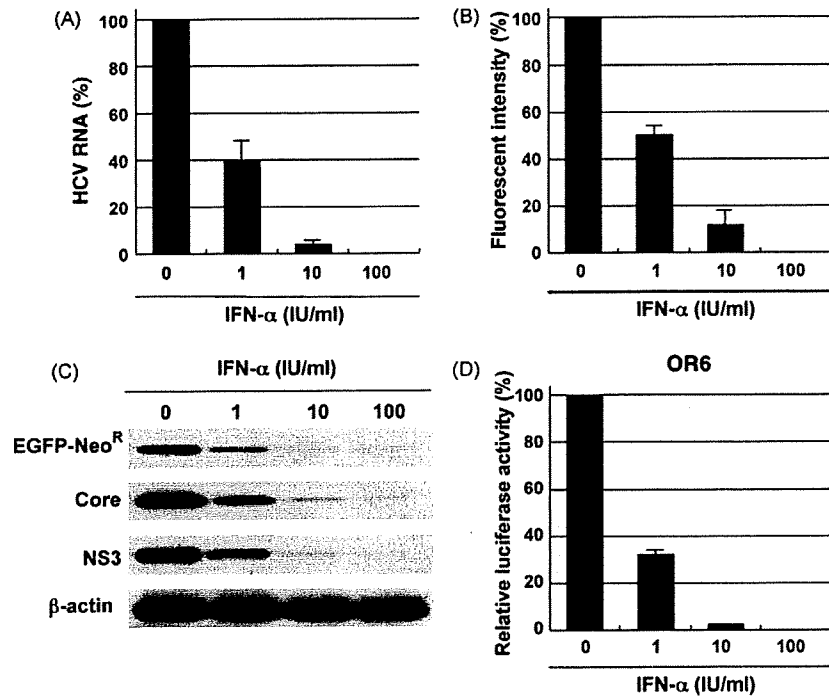 (A)
HCV RNA (%)
100
80
60
40
20
0
0 1 10 100
IFN-α (IU/ml)
(B)
Fluorescent intensity (%)
100
80
60
40
20
0
0 1 10 100
IFN-α (IU/ml)
(C)
IFN-α (IU/ml)
0 1 10 100
EGFP-Neo^R
Core
NS3
β-actin
(D)
OR6
Relative luciferase activity (%)
100
80
60
40
20
0
0 1 10 100
IFN-α (IU/ml)